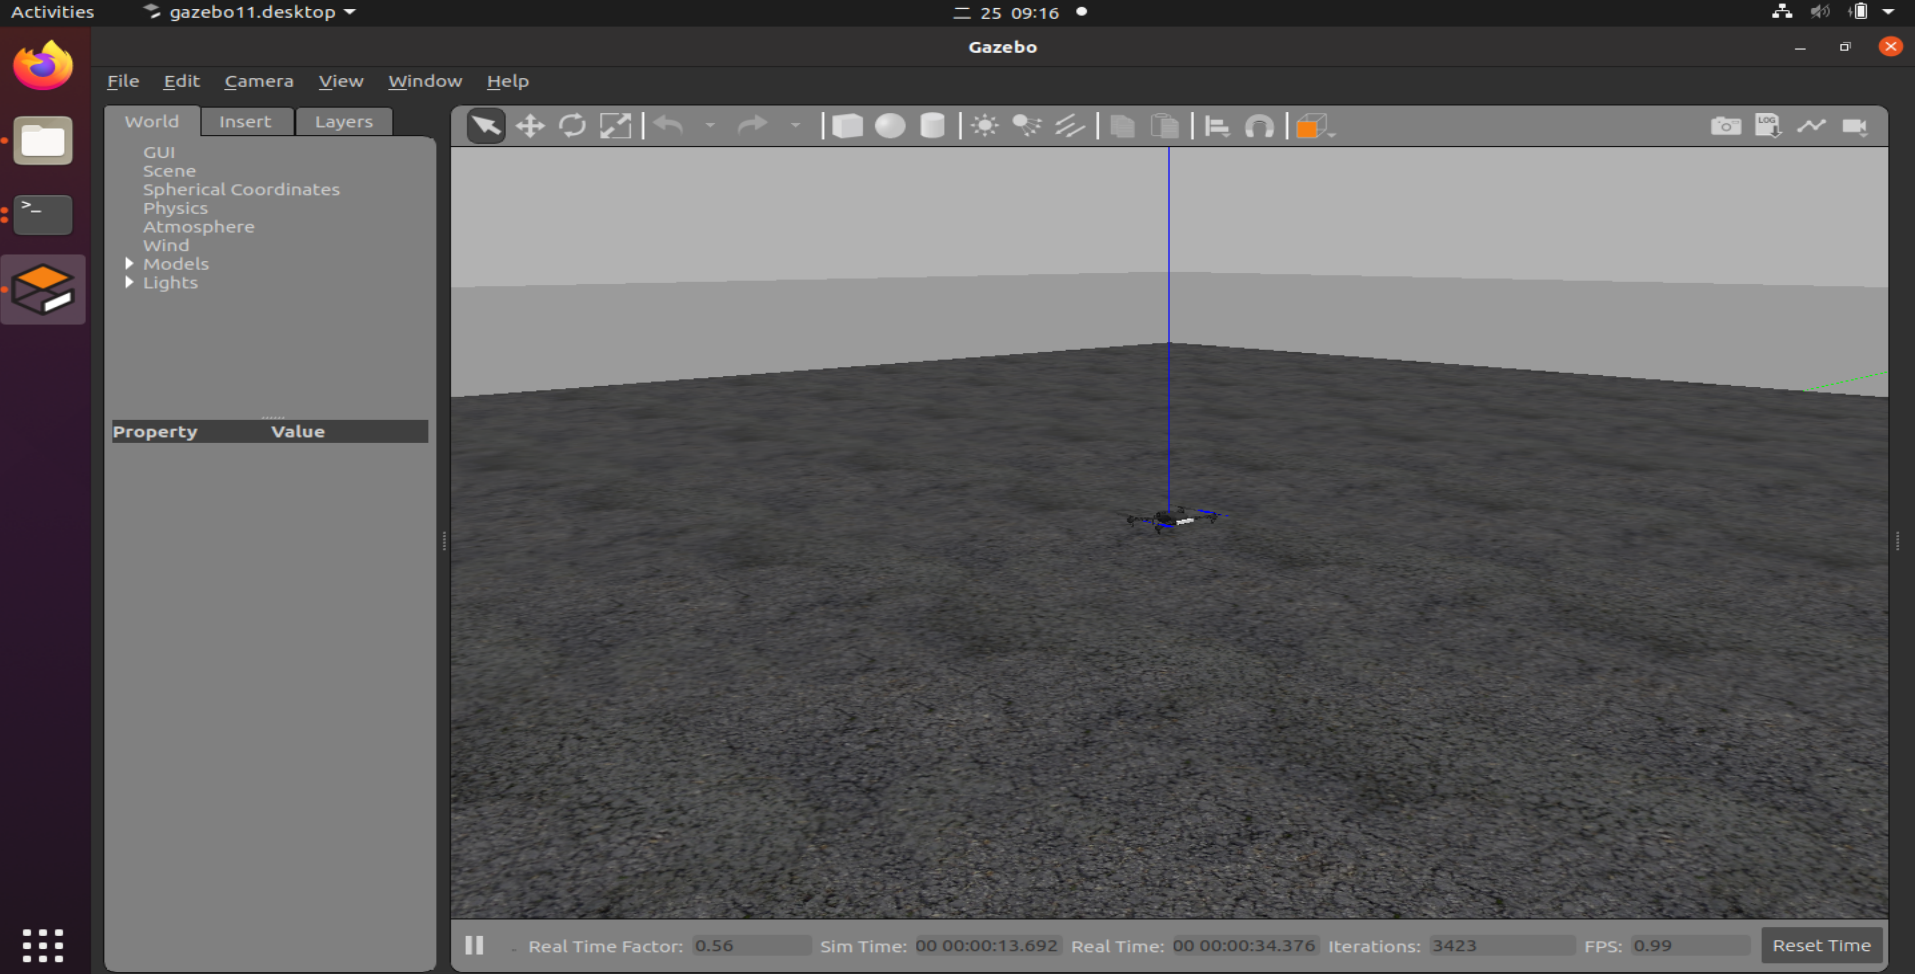 Activities gazebo11.desktop 二 25 09:16
Gazebo
File Edit Camera View Window Help
World Insert Layers
LOG
GUI
Scene
Spherical Coordinates
Physics
Atmosphere
Wind
Models
Lights
Property Value
Real Time Factor: 0.56 Sim Time: 00 00:00:13.692 Real Time: 00 00:00:34.376 Iterations: 3423 FPS: 0.99 Reset Time